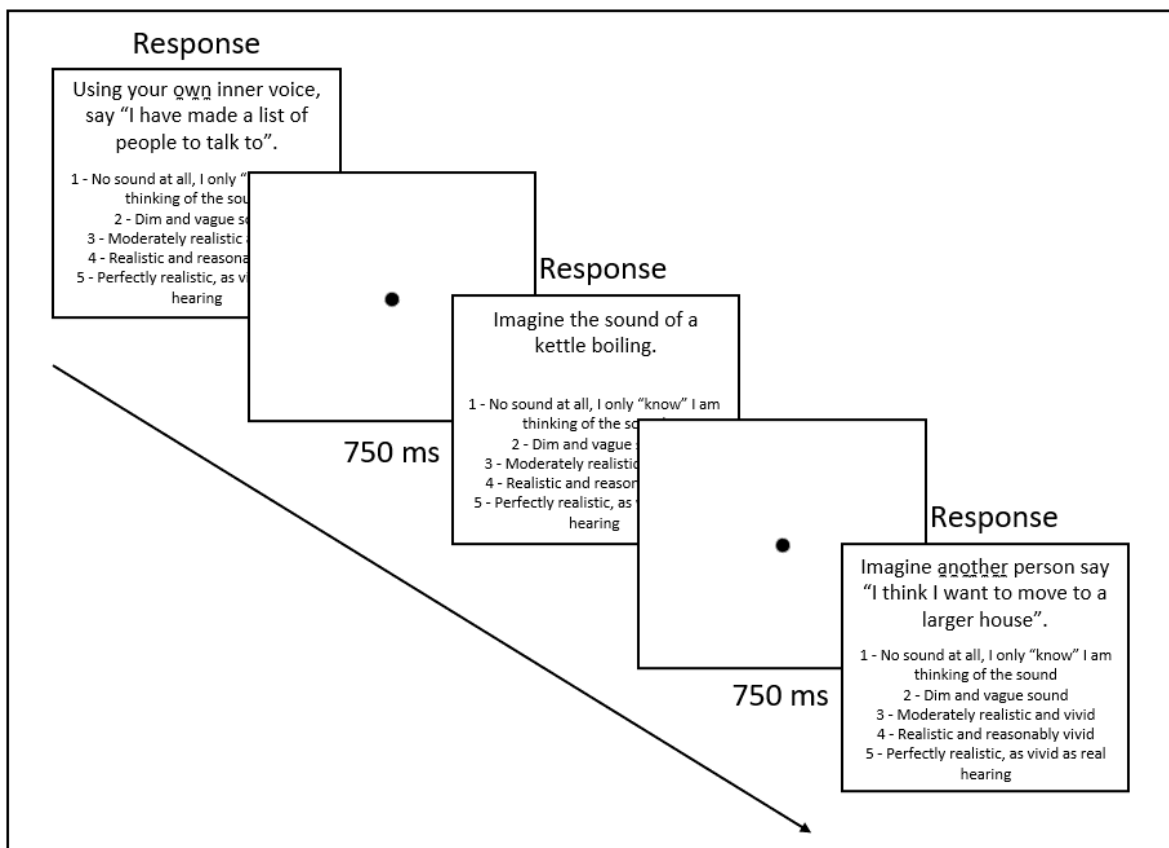 Response
Using your own inner voice,
say “I have made a list of
people to talk to”.
1 - No sound at all, I only “
thinking of the sou
2 - Dim and vague s
3 - Moderately realistic
4 - Realistic and reasona
5 - Perfectly realistic, as vi
hearing
750 ms
Response
Imagine the sound of a
kettle boiling.
1 - No sound at all, I only “know” I am
thinking of the so
2 - Dim and vague
3 - Moderately realistic
4 - Realistic and reason
5 - Perfectly realistic, as
hearing
750 ms
Response
Imagine another person say
“I think I want to move to a
larger house”.
1 - No sound at all, I only “know” I am
thinking of the sound
2 - Dim and vague sound
3 - Moderately realistic and vivid
4 - Realistic and reasonably vivid
5 - Perfectly realistic, as vivid as real
hearing